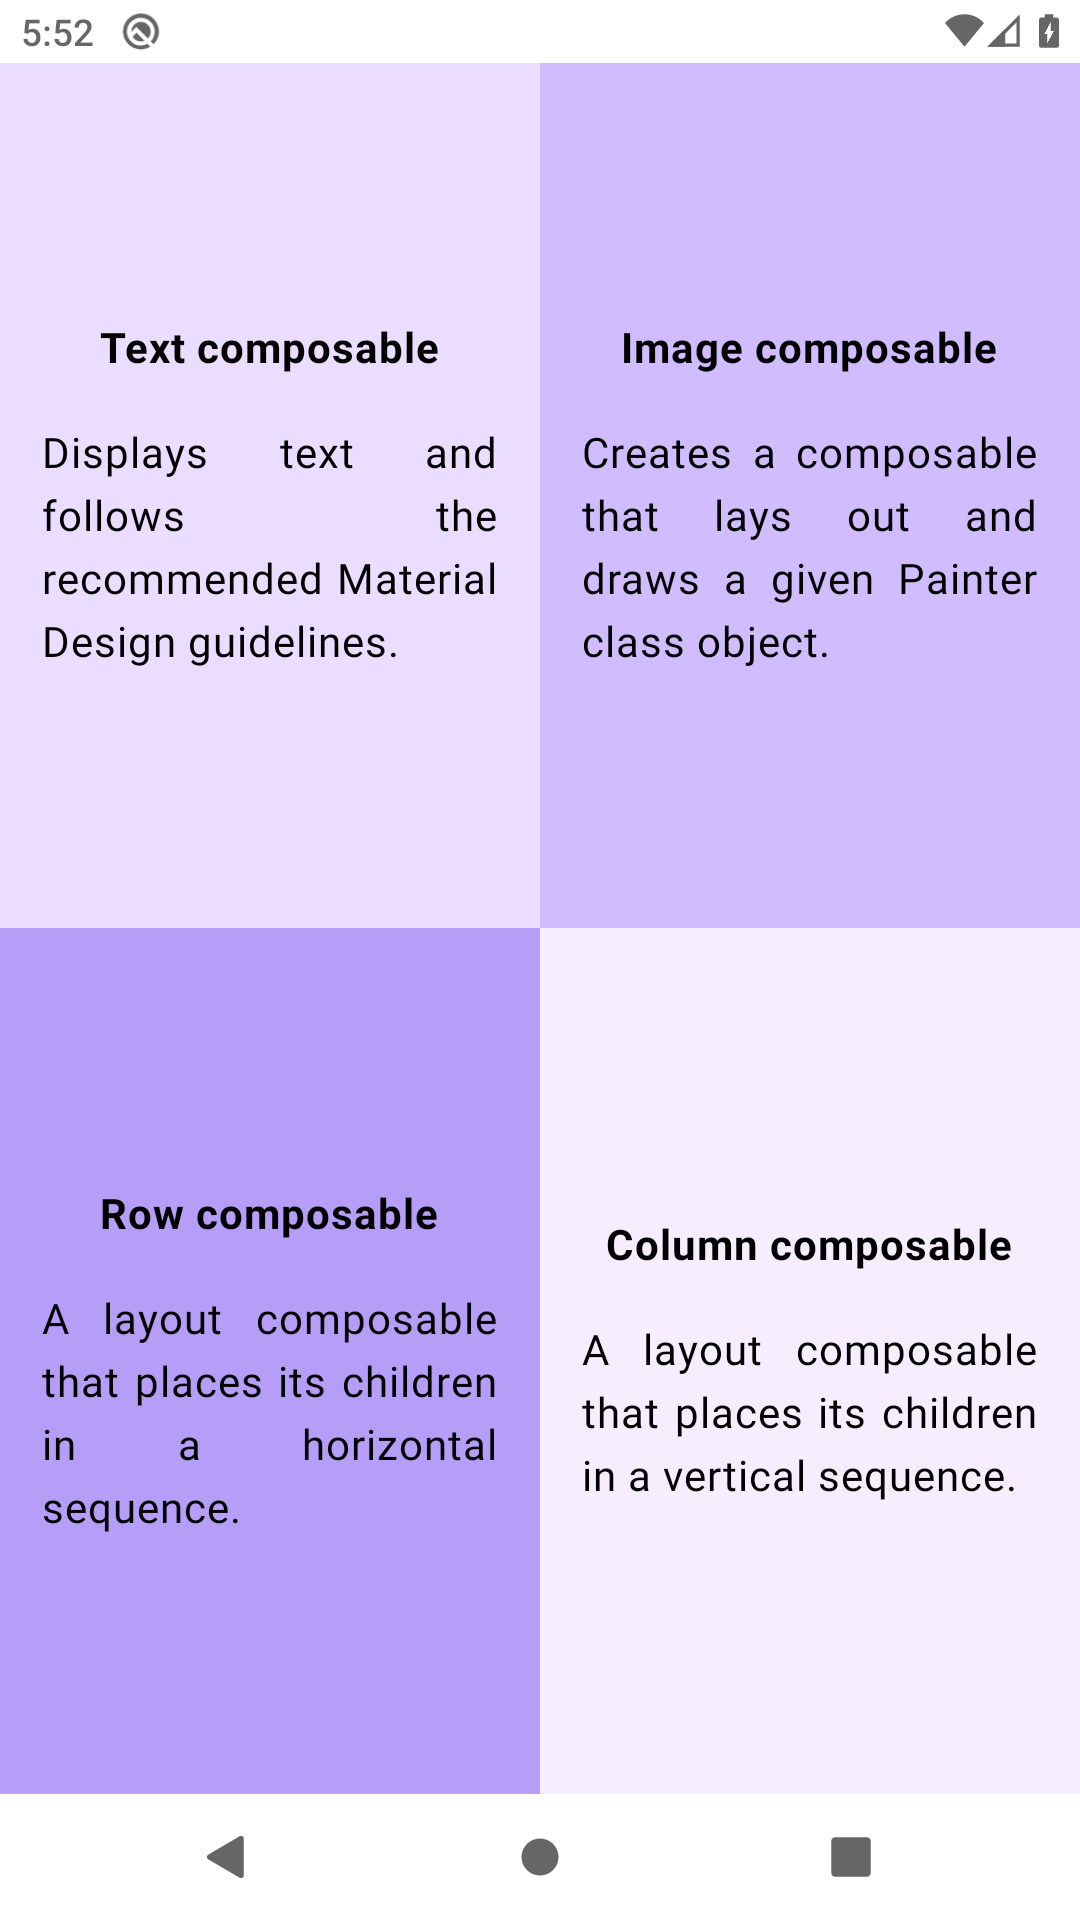 5:52
Text composable
Displays text and
follows the
recommended Material
Design guidelines.
Image composable
Creates a composable
that lays out and
draws a given Painter
class object.
Row composable
A layout composable
that places its children
in a horizontal
sequence.
Column composable
A layout composable
that places its children
in a vertical sequence.